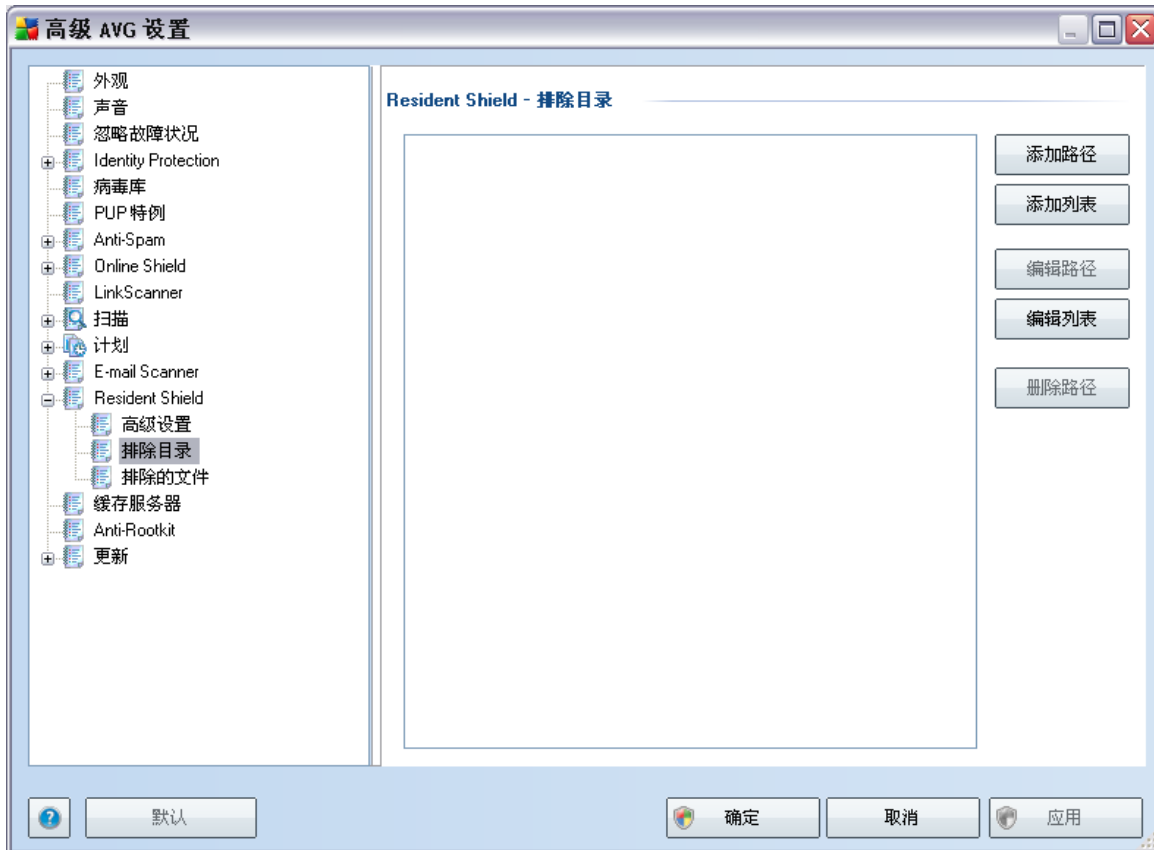 高级 AVG 设置
外观
声音
忽略故障状况
Identity Protection
病毒库
PUP 特例
Anti-Spam
Online Shield
LinkScanner
扫描
计划
E-mail Scanner
Resident Shield
高级设置
排除目录
排除的文件
缓存服务器
Anti-Rootkit
更新
Resident Shield - 排除目录
添加路径
添加列表
编辑路径
编辑列表
删除路径
默认
确定
取消
应用